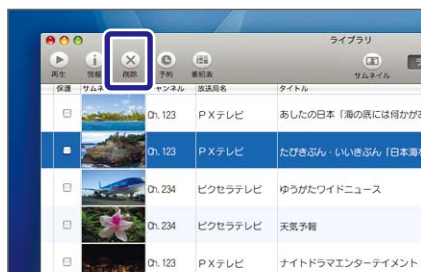 ライブラリ
再生 情報 削除 予約 番組表 サムネイル
保護 サムネ ャンネル 放送局名 タイトル
Ch. 123 PXテレビ あしたの日本「海の底には何かが
Ch. 123 PXテレビ たびきぶん・いいきぶん「日本海
Ch. 234 ピクセラテレビ ゆうがたワイドニュース
Ch. 234 ピクセラテレビ 天気予報
Ch. 123 PXテレビ ナイトドラマエンターテイメント